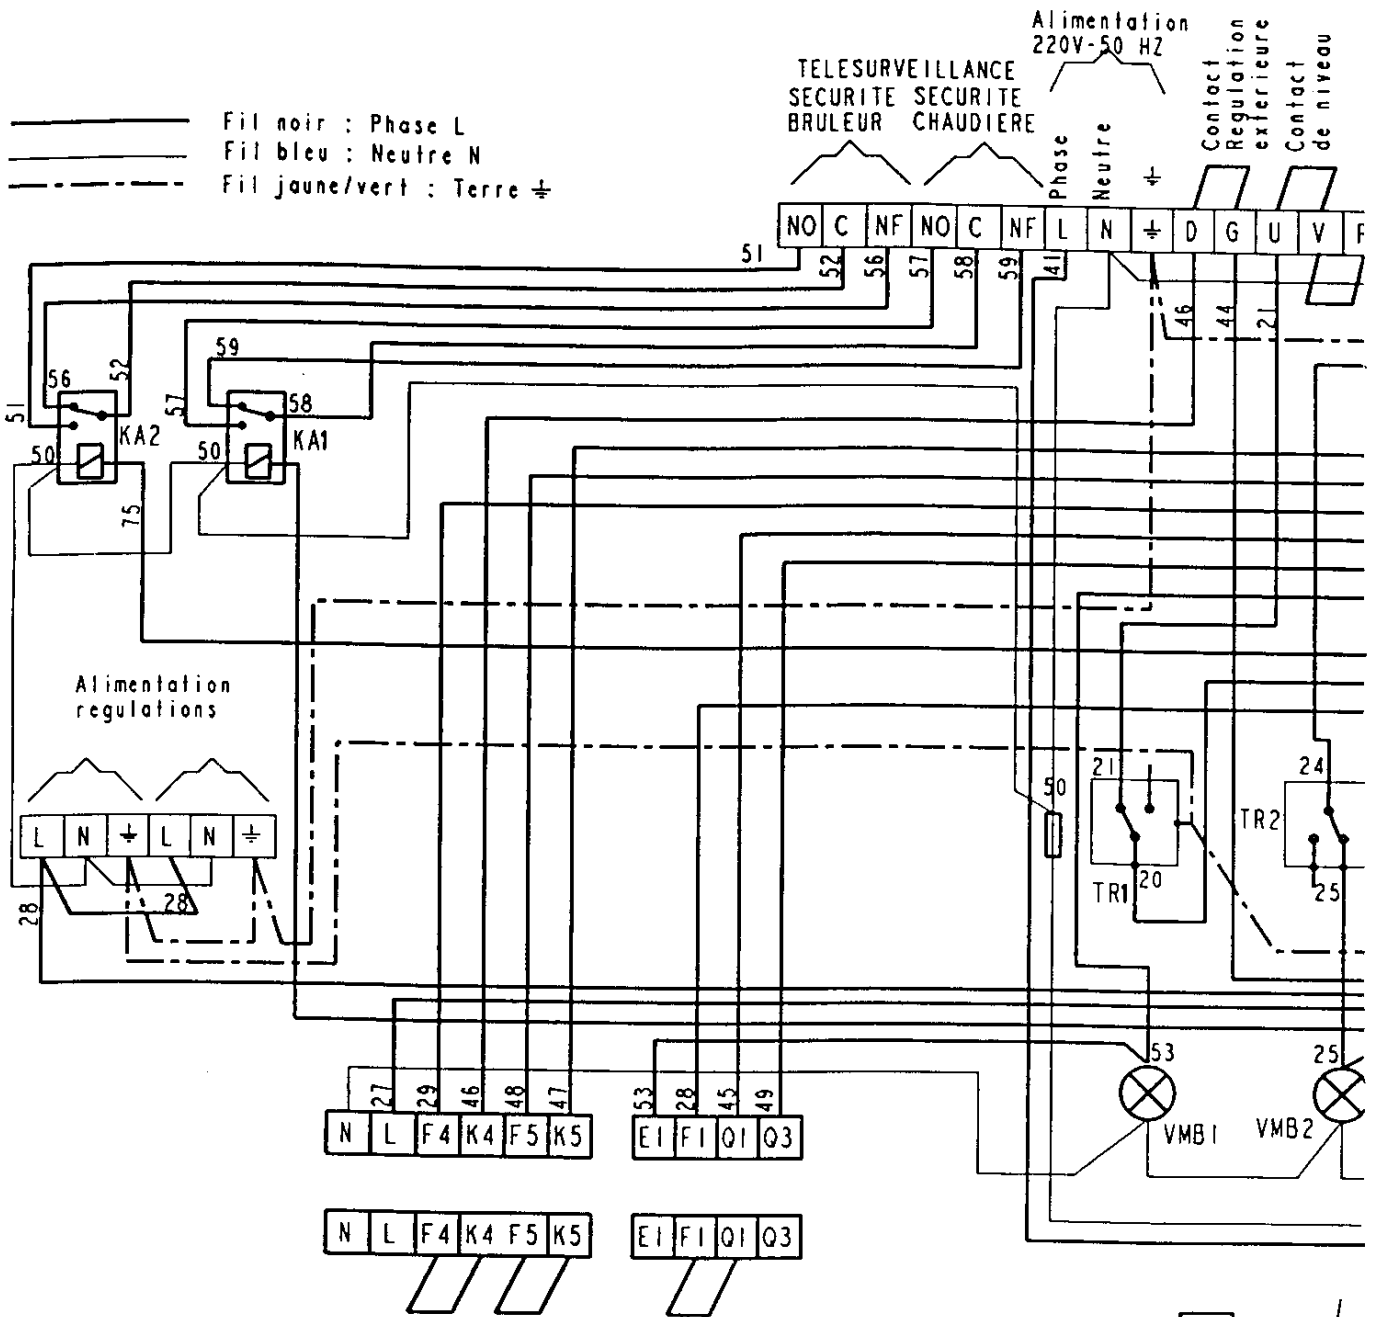 Alimentation
220V-50 HZ
Contact
Regulation
exterieure
Contact
de niveau
TELESURVEILLANCE
SECURITE SECURITE
BRULEUR CHAUDIERE
Phase
Neutre
Fil noir : Phase L
Fil bleu : Neutre N
Fil jaune/vert : Terre ⏚
NO C NF NO C NF L N ⏚ D G U V
51 52 56 57 58 59 41
46 44 21
59
56 52
51 57 58
KA2 KA1
50 50
75
Alimentation
regulations
21 24
50
L N ⏚ L N ⏚
TR2
20 25
TR1
28 28
53 25
27 29 46 48 47 53 28 45 49
N L F4 K4 F5 K5 E1 F1 Q1 Q3
VMB1 VMB2
N L F4 K4 F5 K5 E1 F1 Q1 Q3